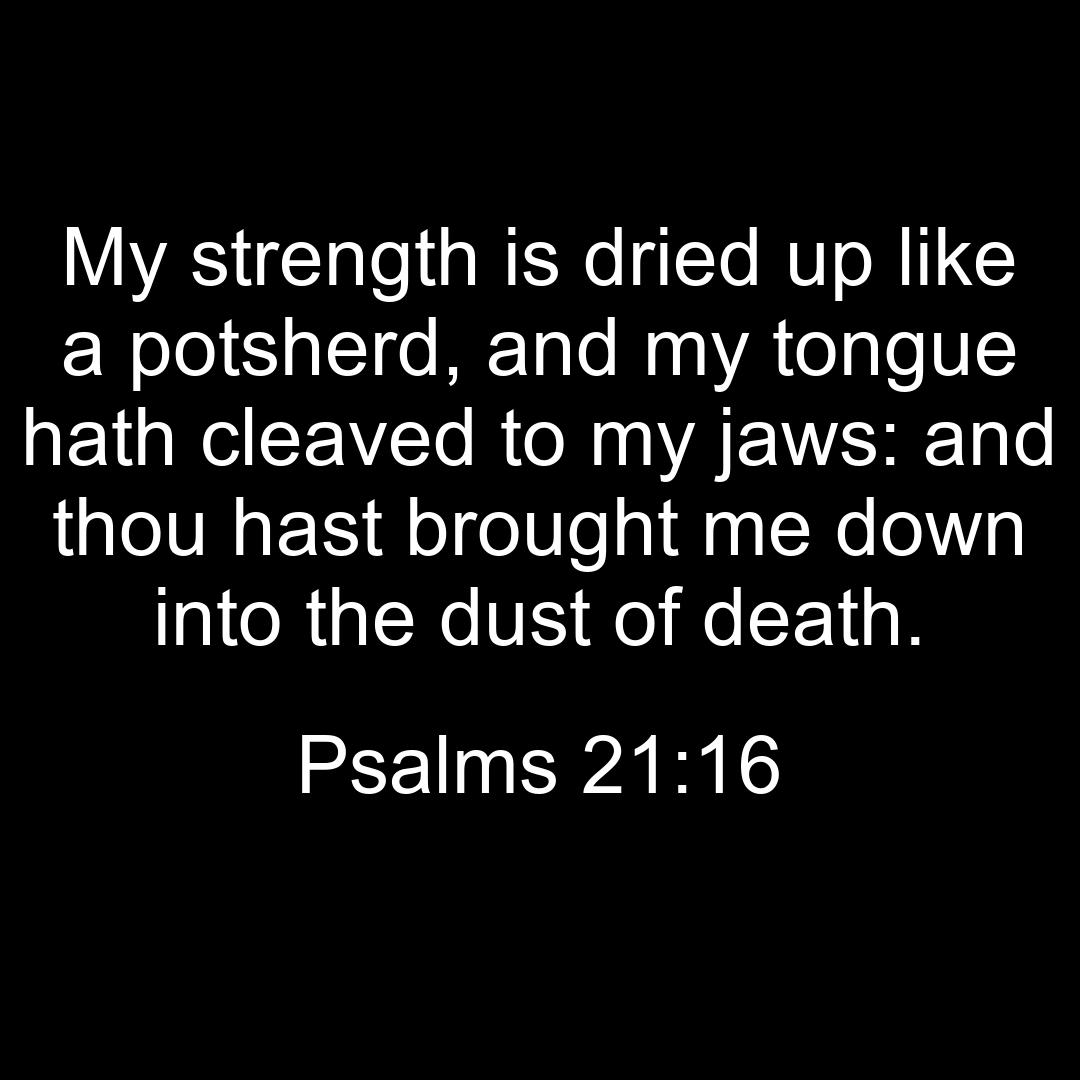 My strength is dried up like
a potsherd, and my tongue
hath cleaved to my jaws: and
thou hast brought me down
into the dust of death.
Psalms 21:16